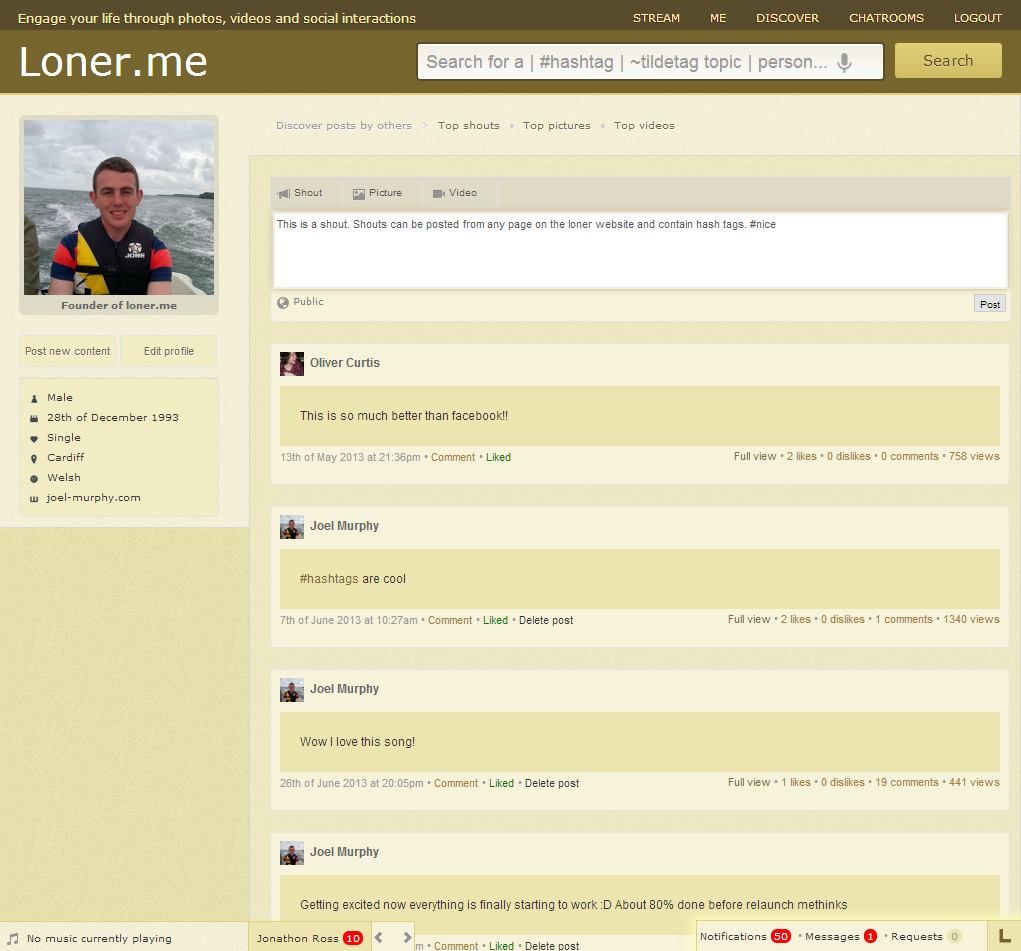 Engage your life through photos, videos and social interactions
STREAM ME DISCOVER CHATROOMS LOGOUT
Loner.me
Search for a | #hashtag | ~tildetag topic | person...
Search
Founder of loner.me
Post new content
Edit profile
Male
28th of December 1993
Single
Cardiff
Welsh
joel-murphy.com
Discover posts by others > Top shouts • Top pictures • Top videos
Shout Picture Video
This is a shout. Shouts can be posted from any page on the loner website and contain hash tags. #nice
Public
Post
Oliver Curtis
This is so much better than facebook!!
13th of May 2013 at 21:36pm • Comment • Liked
Full view • 2 likes • 0 dislikes • 0 comments • 758 views
Joel Murphy
#hashtags are cool
7th of June 2013 at 10:27am • Comment • Liked • Delete post
Full view • 2 likes • 0 dislikes • 1 comments • 1340 views
Joel Murphy
Wow I love this song!
26th of June 2013 at 20:05pm • Comment • Liked • Delete post
Full view • 1 likes • 0 dislikes • 19 comments • 441 views
Joel Murphy
Getting excited now everything is finally starting to work :D About 80% done before relaunch methinks
m • Comment • Liked • Delete post
No music currently playing
Jonathon Ross 10
Notifications 50 • Messages 1 • Requests 0
L